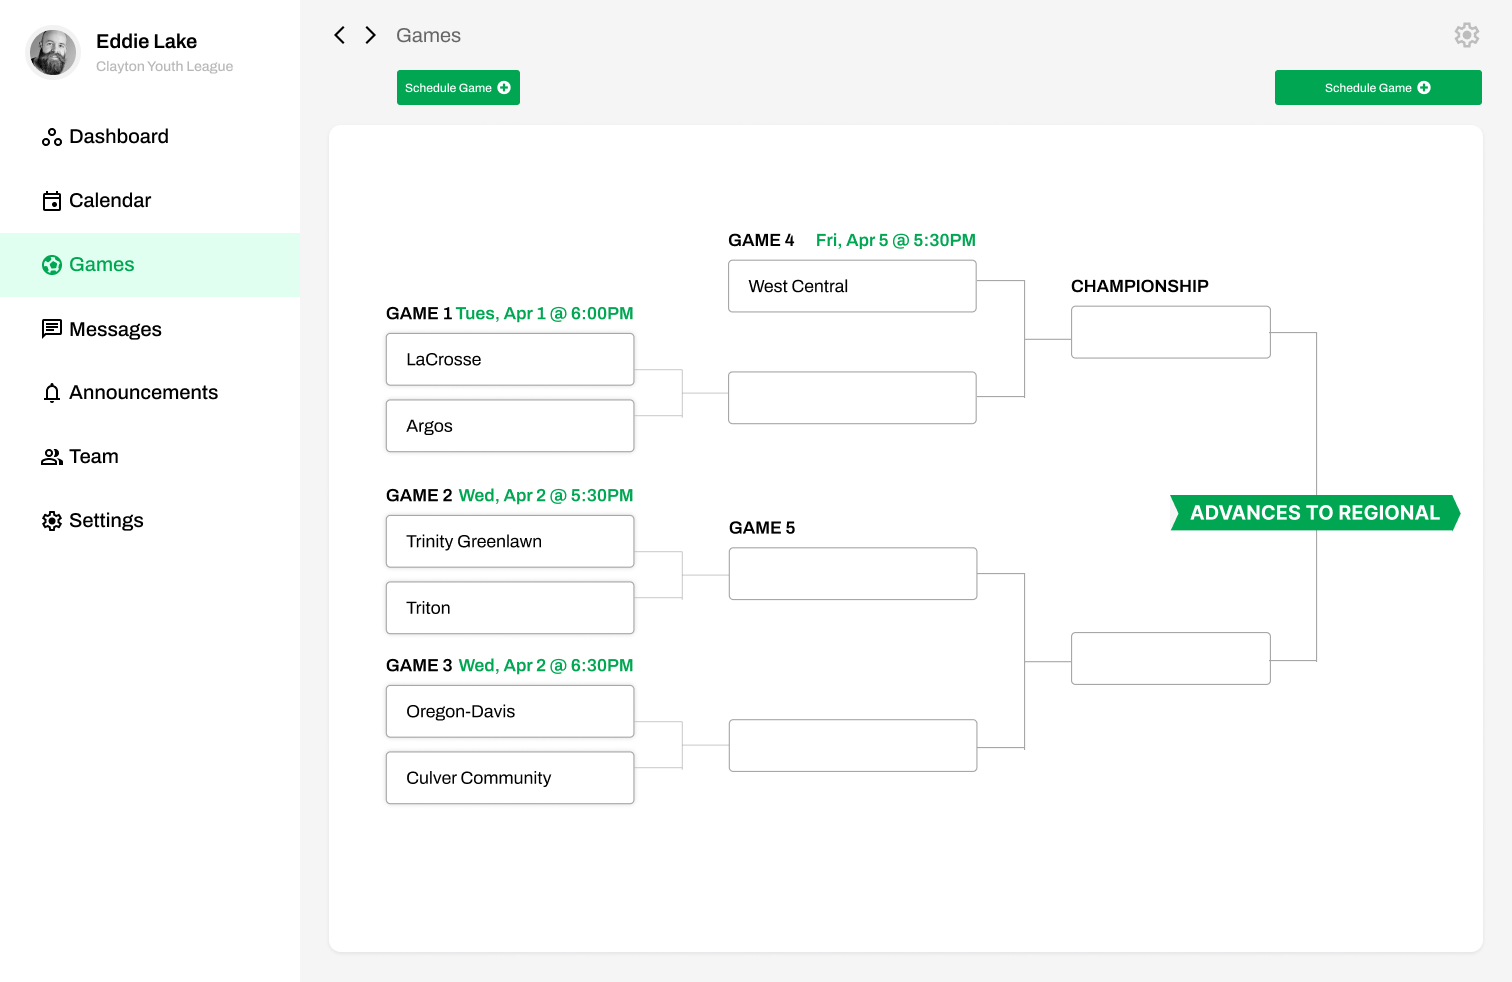 Eddie Lake
Clayton Youth League
Dashboard
Calendar
Games
Messages
Announcements
Team
Settings
Games
Schedule Game
Schedule Game
GAME 1 Tues, Apr 1 @ 6:00PM
LaCrosse
Argos
GAME 2 Wed, Apr 2 @ 5:30PM
Trinity Greenlawn
Triton
GAME 3 Wed, Apr 2 @ 6:30PM
Oregon-Davis
Culver Community
GAME 4 Fri, Apr 5 @ 5:30PM
West Central
GAME 5
CHAMPIONSHIP
ADVANCES TO REGIONAL